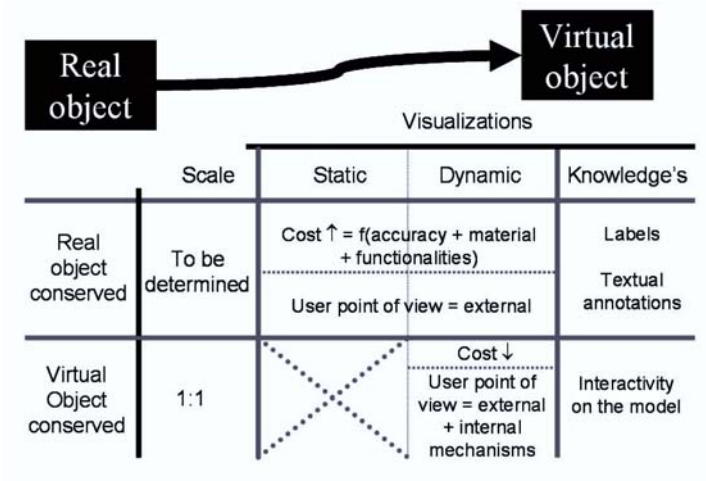 Real
object
Virtual
object
Visualizations
Scale
Static
Dynamic
Knowledge's
Real
object
conserved
To be
determined
Cost ↑ = f(accuracy + material
+ functionalities)
User point of view = external
Labels
Textual
annotations
Virtual
Object
conserved
1:1
Cost ↓
User point of
view = external
+ internal
mechanisms
Interactivity
on the model